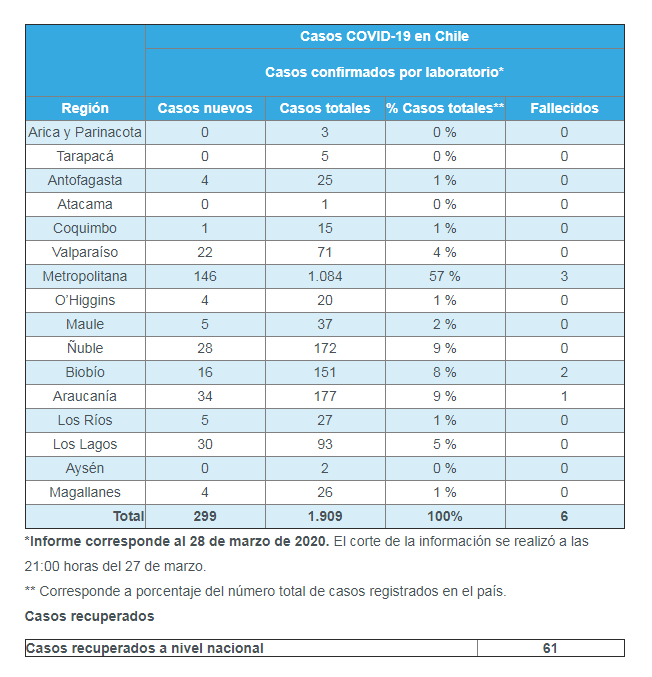 Casos COVID-19 en Chile
Casos confirmados por laboratorio*
Región Casos nuevos Casos totales % Casos totales** Fallecidos
Arica y Parinacota 0 3 0 % 0
Tarapacá 0 5 0 % 0
Antofagasta 4 25 1 % 0
Atacama 0 1 0 % 0
Coquimbo 1 15 1 % 0
Valparaíso 22 71 4 % 0
Metropolitana 146 1.084 57 % 3
O’Higgins 4 20 1 % 0
Maule 5 37 2 % 0
Ñuble 28 172 9 % 0
Biobío 16 151 8 % 2
Araucanía 34 177 9 % 1
Los Ríos 5 27 1 % 0
Los Lagos 30 93 5 % 0
Aysén 0 2 0 % 0
Magallanes 4 26 1 % 0
Total 299 1.909 100% 6
*Informe corresponde al 28 de marzo de 2020. El corte de la información se realizó a las
21:00 horas del 27 de marzo.
** Corresponde a porcentaje del número total de casos registrados en el país.
Casos recuperados
Casos recuperados a nivel nacional 61